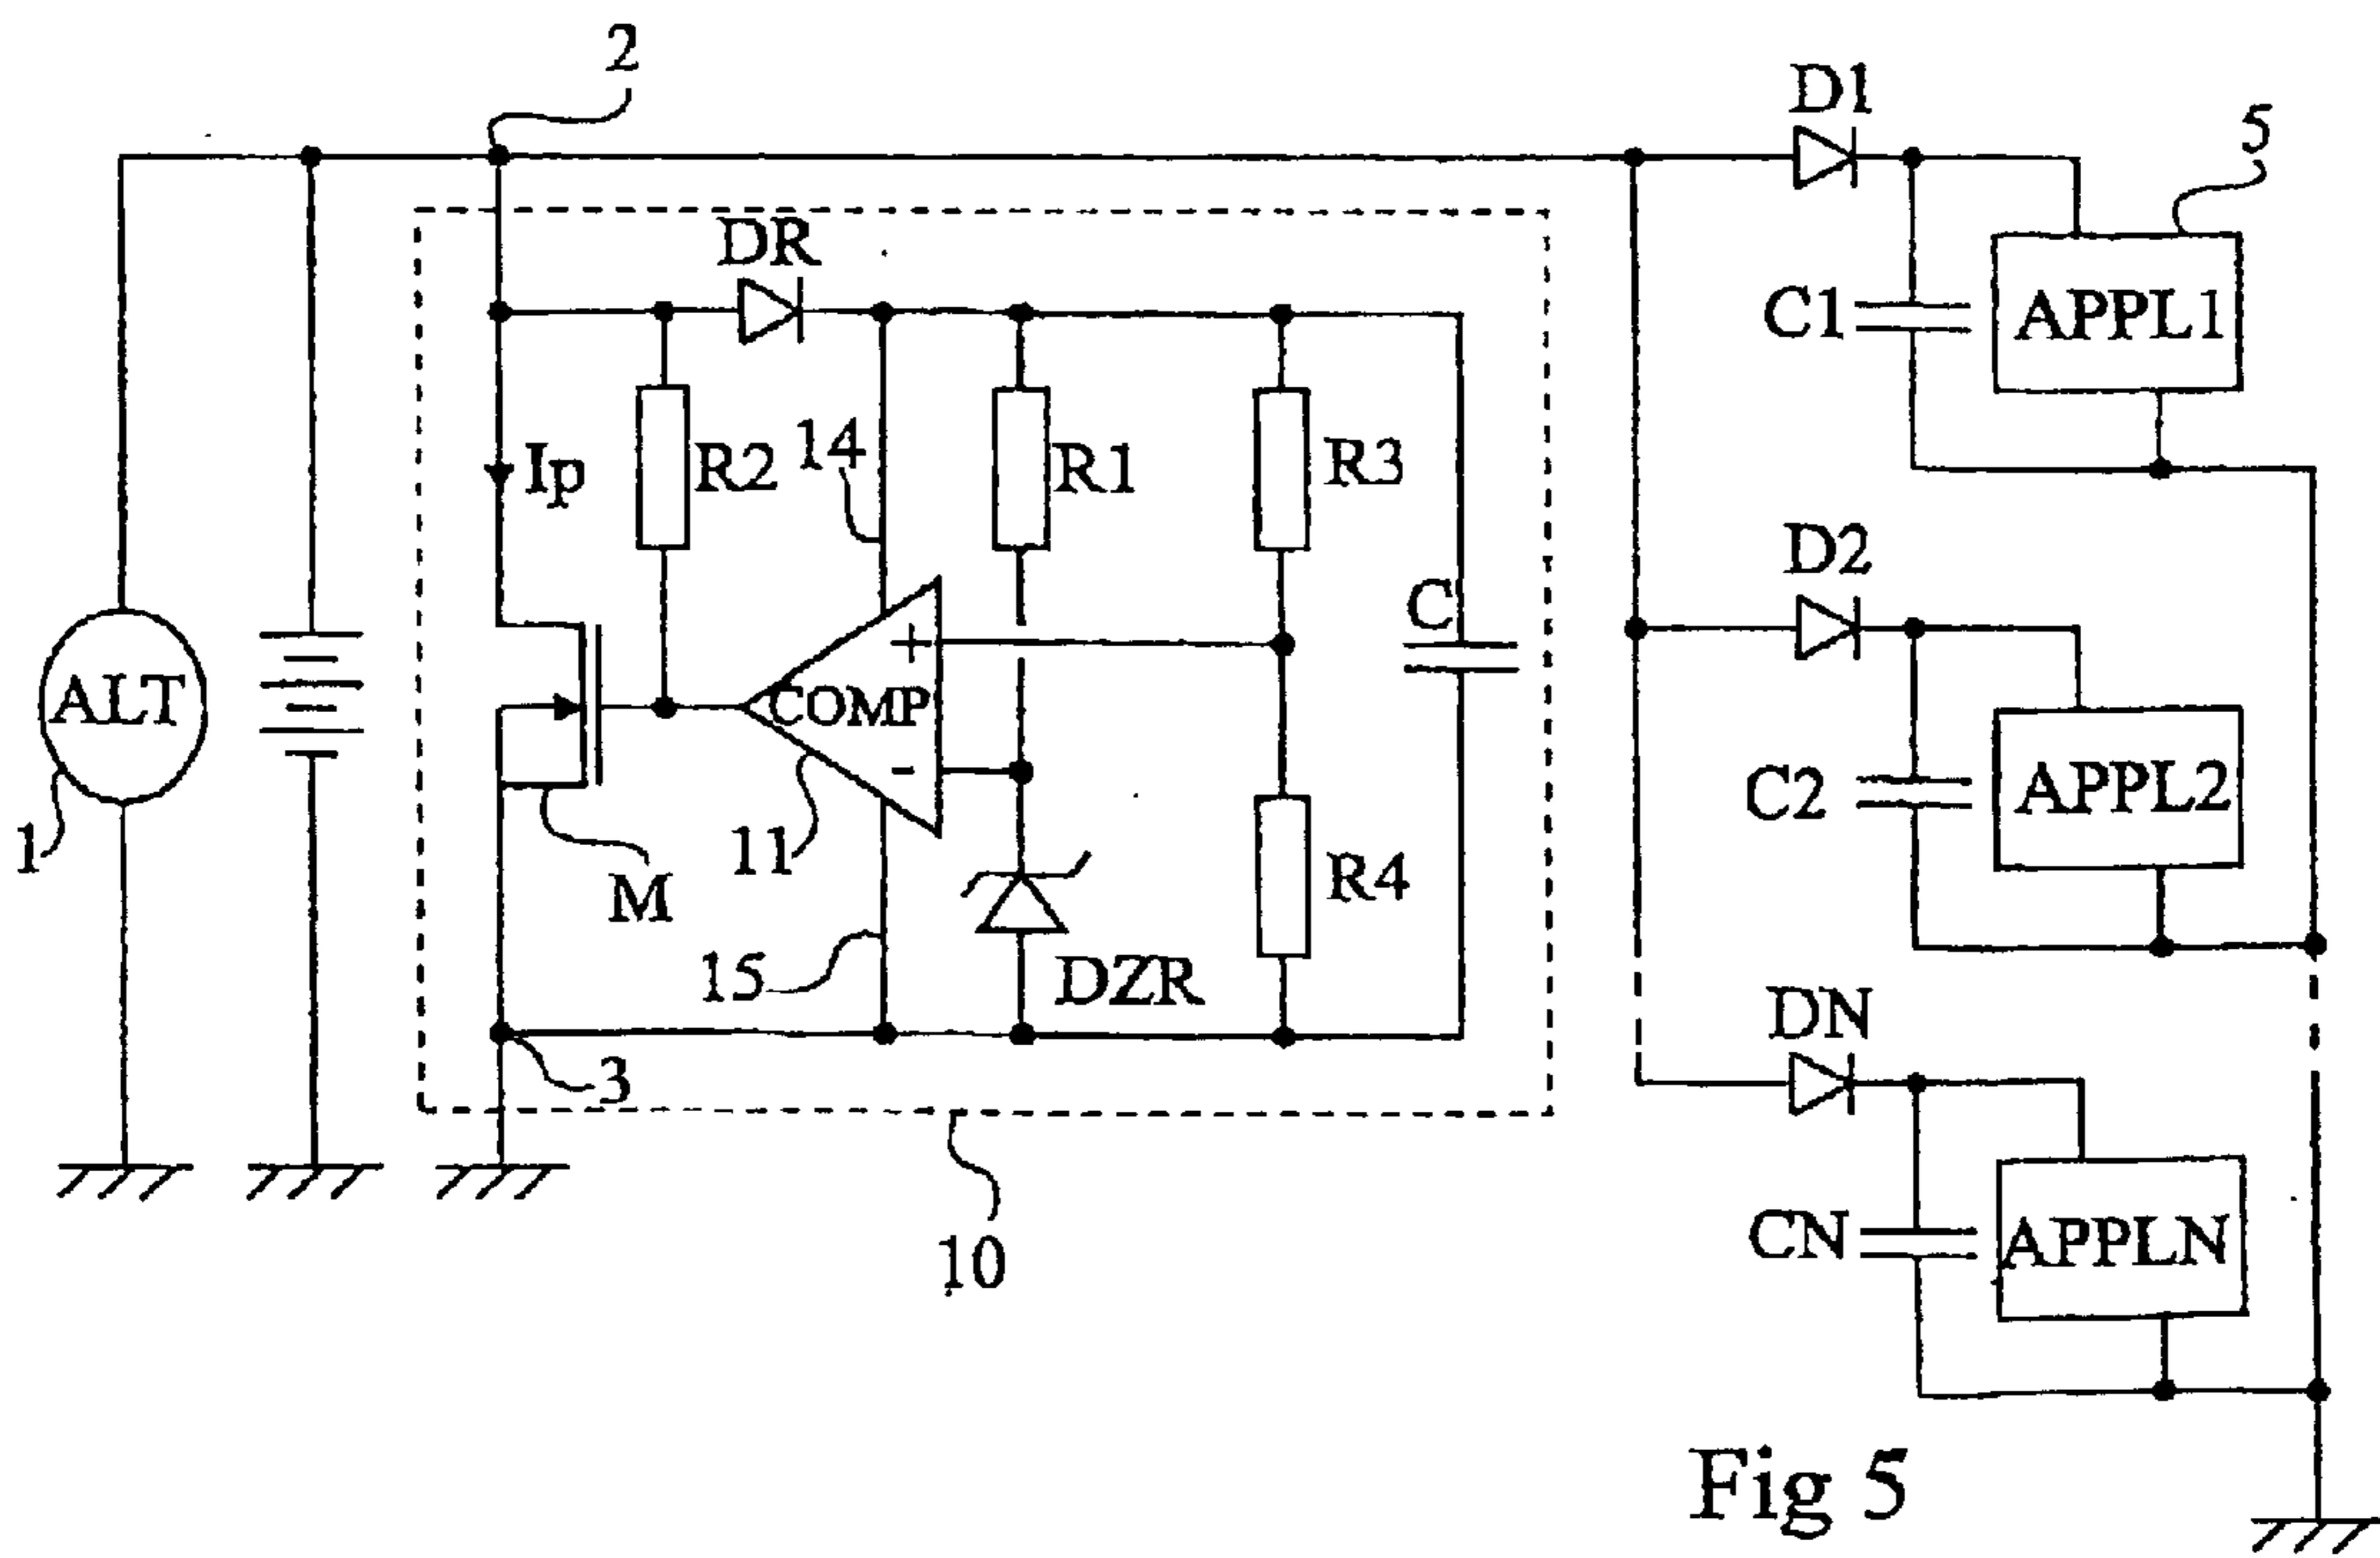 2
D1
5
DR
C1
APPL1
Ip
R2
14
R1
R3
D2
C
+
ALT
COMP
-
C2
APPL2
1
11
M
R4
15
DZR
DN
3
CN
APPLN
10
Fig 5